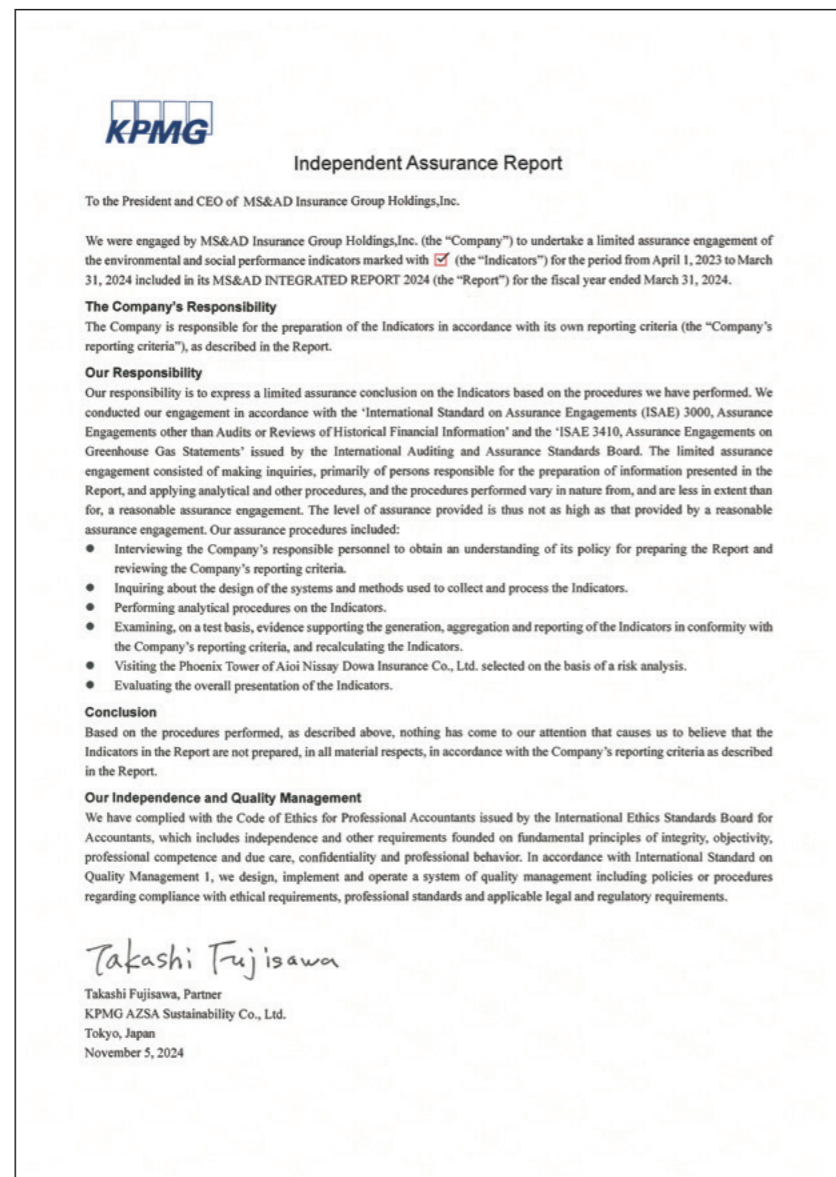 KPMG
Independent Assurance Report
To the President and CEO of MS&AD Insurance Group Holdings,Inc.
We were engaged by MS&AD Insurance Group Holdings,Inc. (the “Company”) to undertake a limited assurance engagement of
the environmental and social performance indicators marked with ☑ (the “Indicators”) for the period from April 1, 2023 to March
31, 2024 included in its MS&AD INTEGRATED REPORT 2024 (the “Report”) for the fiscal year ended March 31, 2024.
The Company’s Responsibility
The Company is responsible for the preparation of the Indicators in accordance with its own reporting criteria (the “Company’s
reporting criteria”), as described in the Report.
Our Responsibility
Our responsibility is to express a limited assurance conclusion on the Indicators based on the procedures we have performed. We
conducted our engagement in accordance with the ‘International Standard on Assurance Engagements (ISAE) 3000, Assurance
Engagements other than Audits or Reviews of Historical Financial Information’ and the ‘ISAE 3410, Assurance Engagements on
Greenhouse Gas Statements’ issued by the International Auditing and Assurance Standards Board. The limited assurance
engagement consisted of making inquiries, primarily of persons responsible for the preparation of information presented in the
Report, and applying analytical and other procedures, and the procedures performed vary in nature from, and are less in extent than
for, a reasonable assurance engagement. The level of assurance provided is thus not as high as that provided by a reasonable
assurance engagement. Our assurance procedures included:
● Interviewing the Company’s responsible personnel to obtain an understanding of its policy for preparing the Report and
reviewing the Company’s reporting criteria.
● Inquiring about the design of the systems and methods used to collect and process the Indicators.
● Performing analytical procedures on the Indicators.
● Examining, on a test basis, evidence supporting the generation, aggregation and reporting of the Indicators in conformity with
the Company’s reporting criteria, and recalculating the Indicators.
● Visiting the Phoenix Tower of Aioi Nissay Dowa Insurance Co., Ltd. selected on the basis of a risk analysis.
● Evaluating the overall presentation of the Indicators.
Conclusion
Based on the procedures performed, as described above, nothing has come to our attention that causes us to believe that the
Indicators in the Report are not prepared, in all material respects, in accordance with the Company’s reporting criteria as described
in the Report.
Our Independence and Quality Management
We have complied with the Code of Ethics for Professional Accountants issued by the International Ethics Standards Board for
Accountants, which includes independence and other requirements founded on fundamental principles of integrity, objectivity,
professional competence and due care, confidentiality and professional behavior. In accordance with International Standard on
Quality Management 1, we design, implement and operate a system of quality management including policies or procedures
regarding compliance with ethical requirements, professional standards and applicable legal and regulatory requirements.
Takashi Fujisawa
Takashi Fujisawa, Partner
KPMG AZSA Sustainability Co., Ltd.
Tokyo, Japan
November 5, 2024